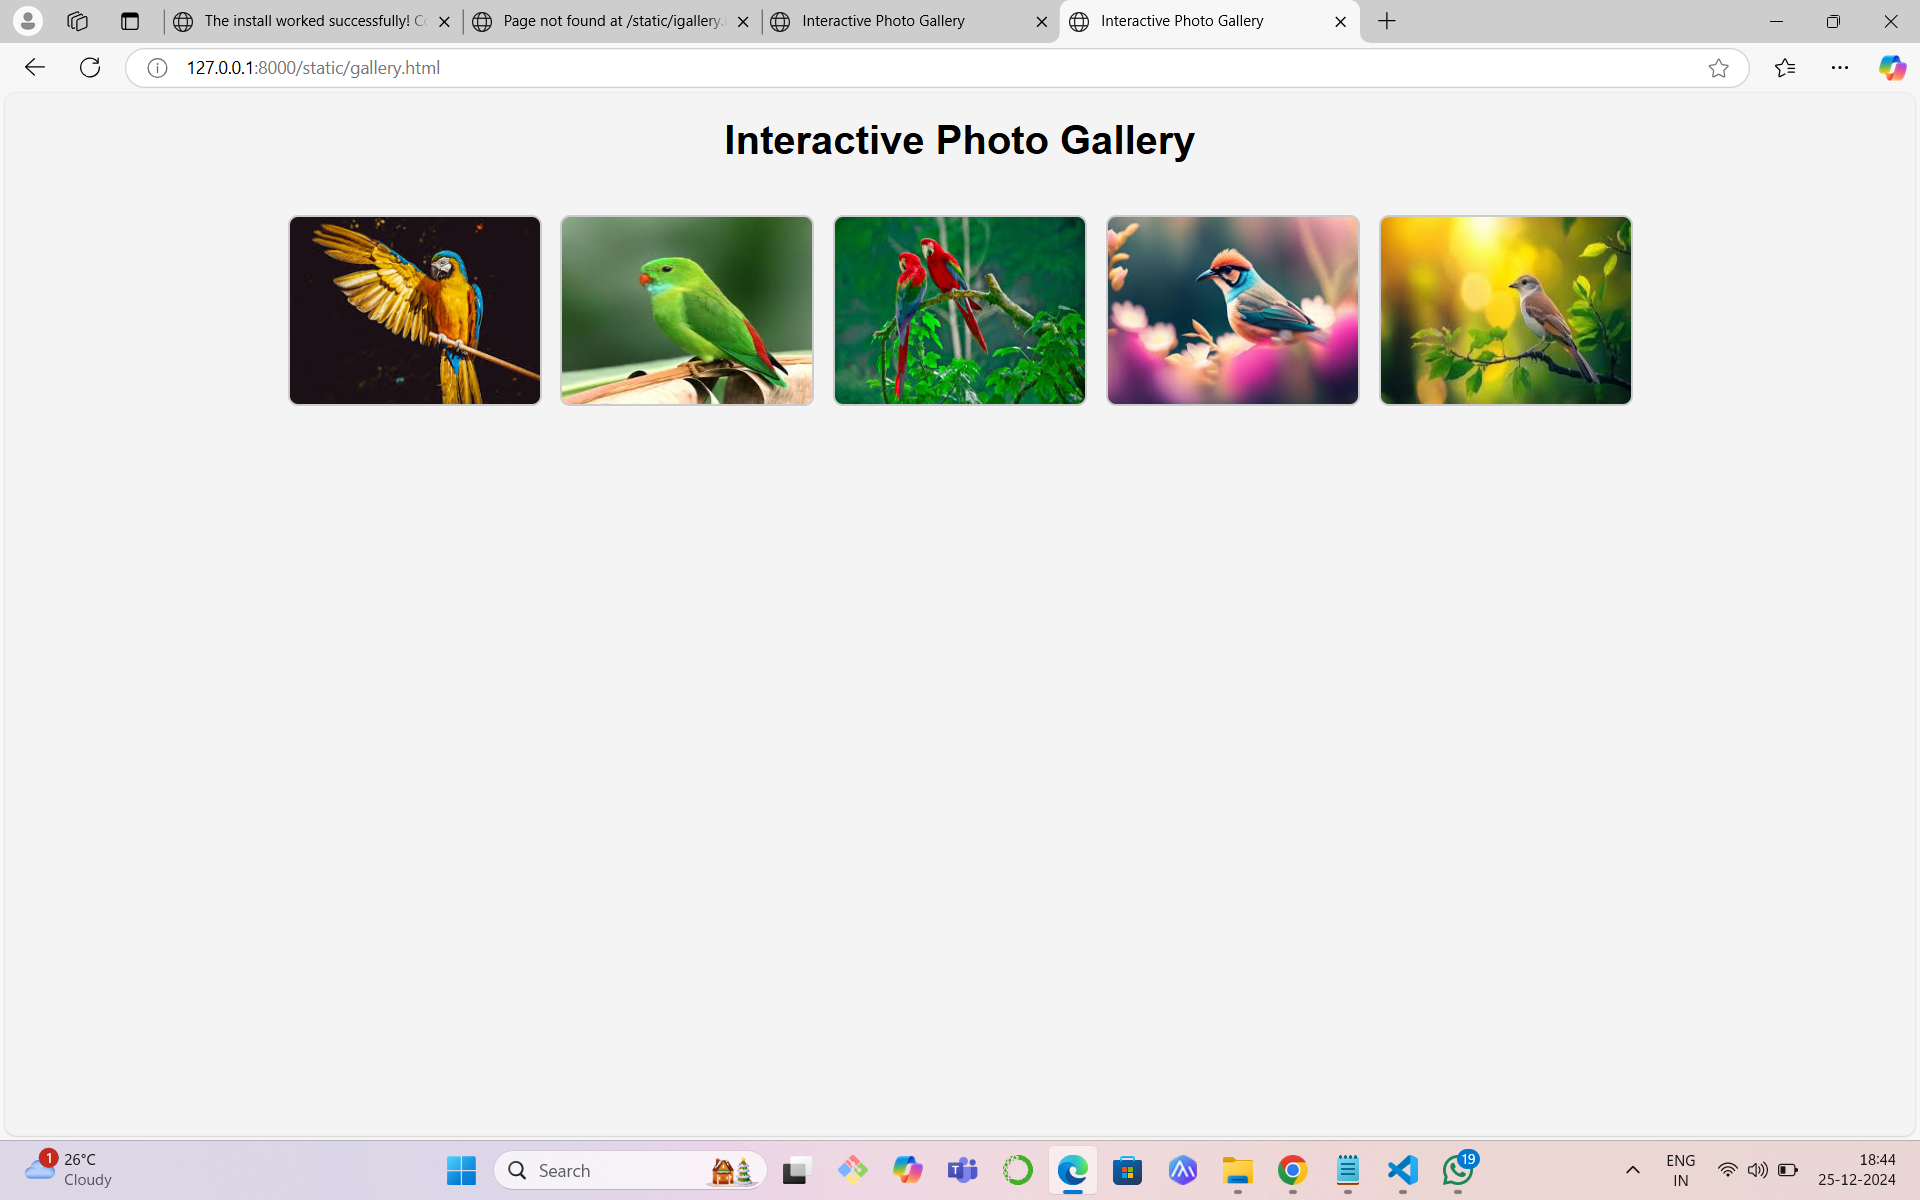 The install worked successfully! Co
Page not found at /static/igallery.
Interactive Photo Gallery
Interactive Photo Gallery
127.0.0.1:8000/static/gallery.html
Interactive Photo Gallery
1
26°C
Cloudy
Search
19
ENG
IN
18:44
25-12-2024